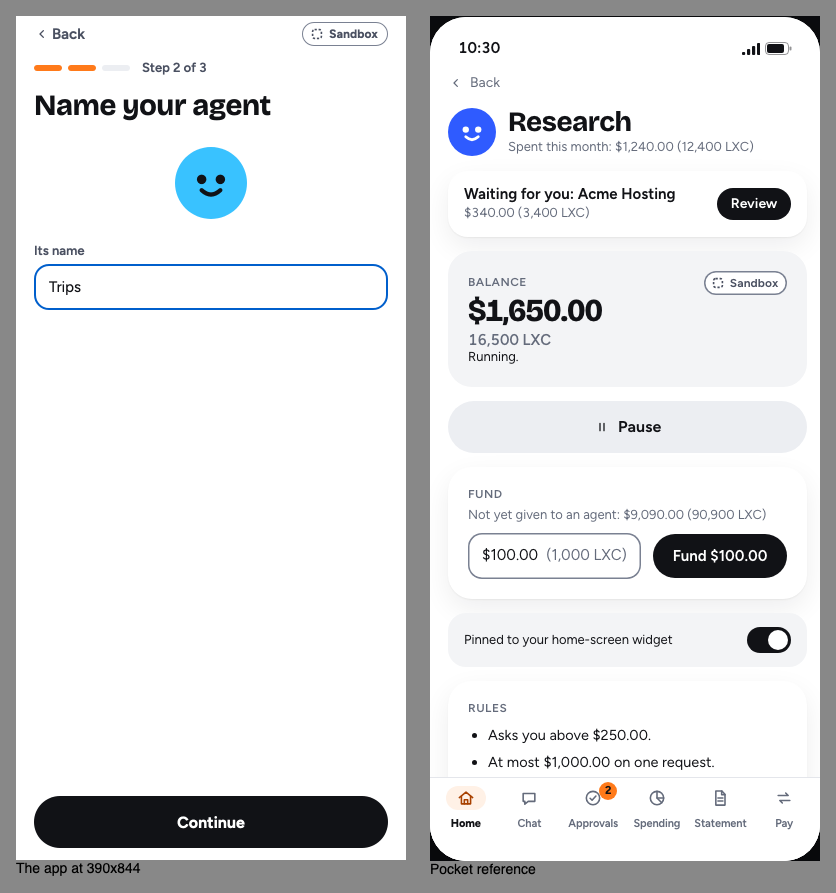 Back
Sandbox
Step 2 of 3
Name your agent
Its name
Trips
Continue
The app at 390x844
10:30
Back
Research
Spent this month: $1,240.00 (12,400 LXC)
Waiting for you: Acme Hosting
$340.00 (3,400 LXC)
Review
BALANCE
Sandbox
$1,650.00
16,500 LXC
Running.
Pause
FUND
Not yet given to an agent: $9,090.00 (90,900 LXC)
$100.00 (1,000 LXC)
Fund $100.00
Pinned to your home-screen widget
RULES
• Asks you above $250.00.
• At most $1,000.00 on one request.
2
Home Chat Approvals Spending Statement Pay
Pocket reference